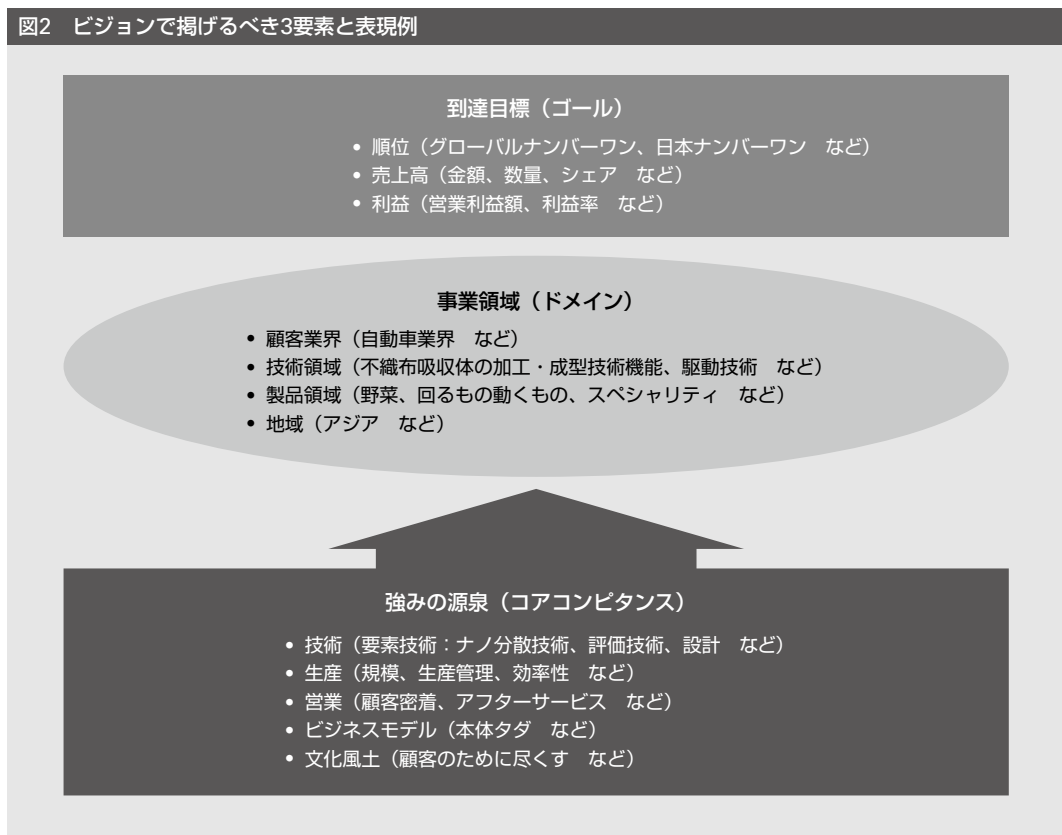 図2　ビジョンで掲げるべき3要素と表現例
到達目標（ゴール）
• 順位（グローバルナンバーワン、日本ナンバーワン　など）
• 売上高（金額、数量、シェア　など）
• 利益（営業利益額、利益率　など）
事業領域（ドメイン）
• 顧客業界（自動車業界　など）
• 技術領域（不織布吸収体の加工・成型技術機能、駆動技術　など）
• 製品領域（野菜、回るもの動くもの、スペシャリティ　など）
• 地域（アジア　など）
強みの源泉（コアコンピタンス）
• 技術（要素技術：ナノ分散技術、評価技術、設計　など）
• 生産（規模、生産管理、効率性　など）
• 営業（顧客密着、アフターサービス　など）
• ビジネスモデル（本体タダ　など）
• 文化風土（顧客のために尽くす　など）